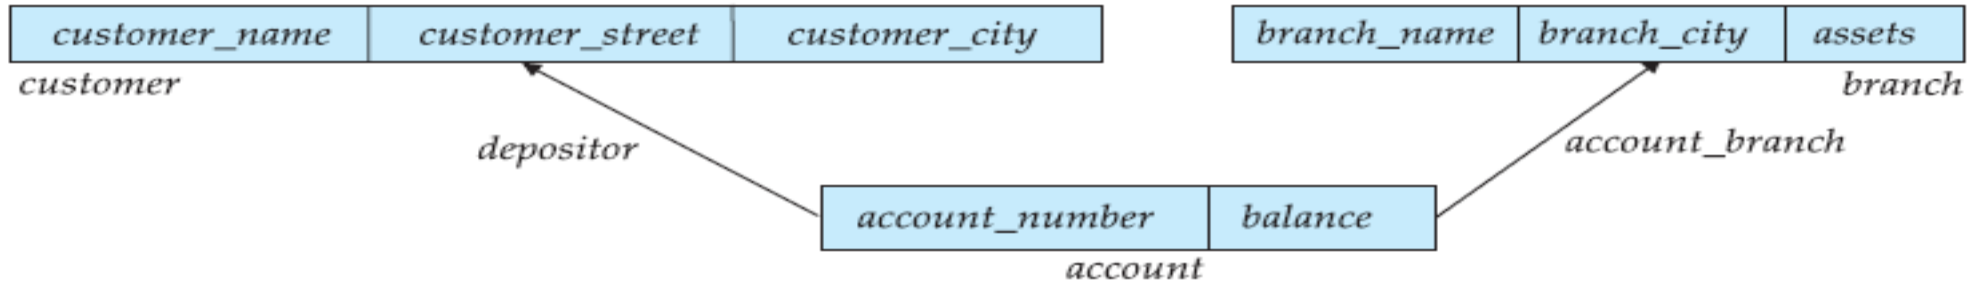 customer_name customer_street customer_city
branch_name branch_city assets
customer
branch
depositor
account_branch
account_number balance
account